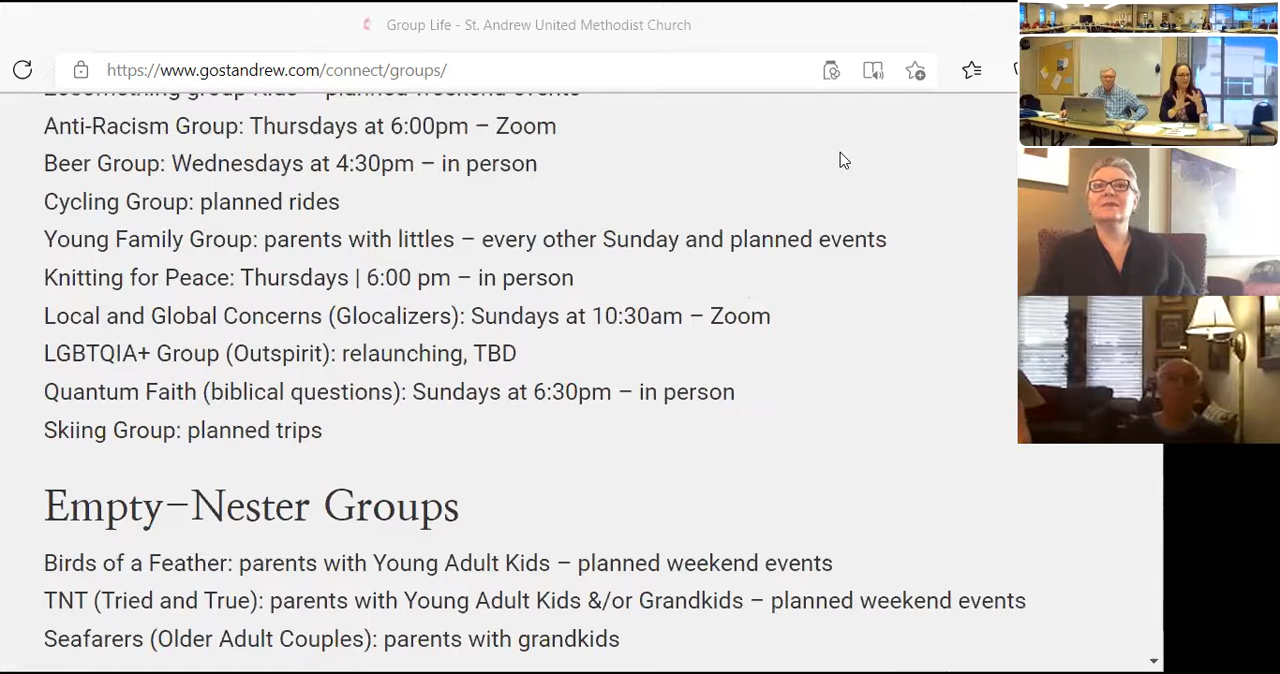 Group Life - St. Andrew United Methodist Church
https://www.gostandrew.com/connect/groups/
group Kids – planned weekend events
Anti-Racism Group: Thursdays at 6:00pm – Zoom
Beer Group: Wednesdays at 4:30pm – in person
Cycling Group: planned rides
Young Family Group: parents with littles – every other Sunday and planned events
Knitting for Peace: Thursdays | 6:00 pm – in person
Local and Global Concerns (Glocalizers): Sundays at 10:30am – Zoom
LGBTQIA+ Group (Outspirit): relaunching, TBD
Quantum Faith (biblical questions): Sundays at 6:30pm – in person
Skiing Group: planned trips
Empty-Nester Groups
Birds of a Feather: parents with Young Adult Kids – planned weekend events
TNT (Tried and True): parents with Young Adult Kids &/or Grandkids – planned weekend events
Seafarers (Older Adult Couples): parents with grandkids